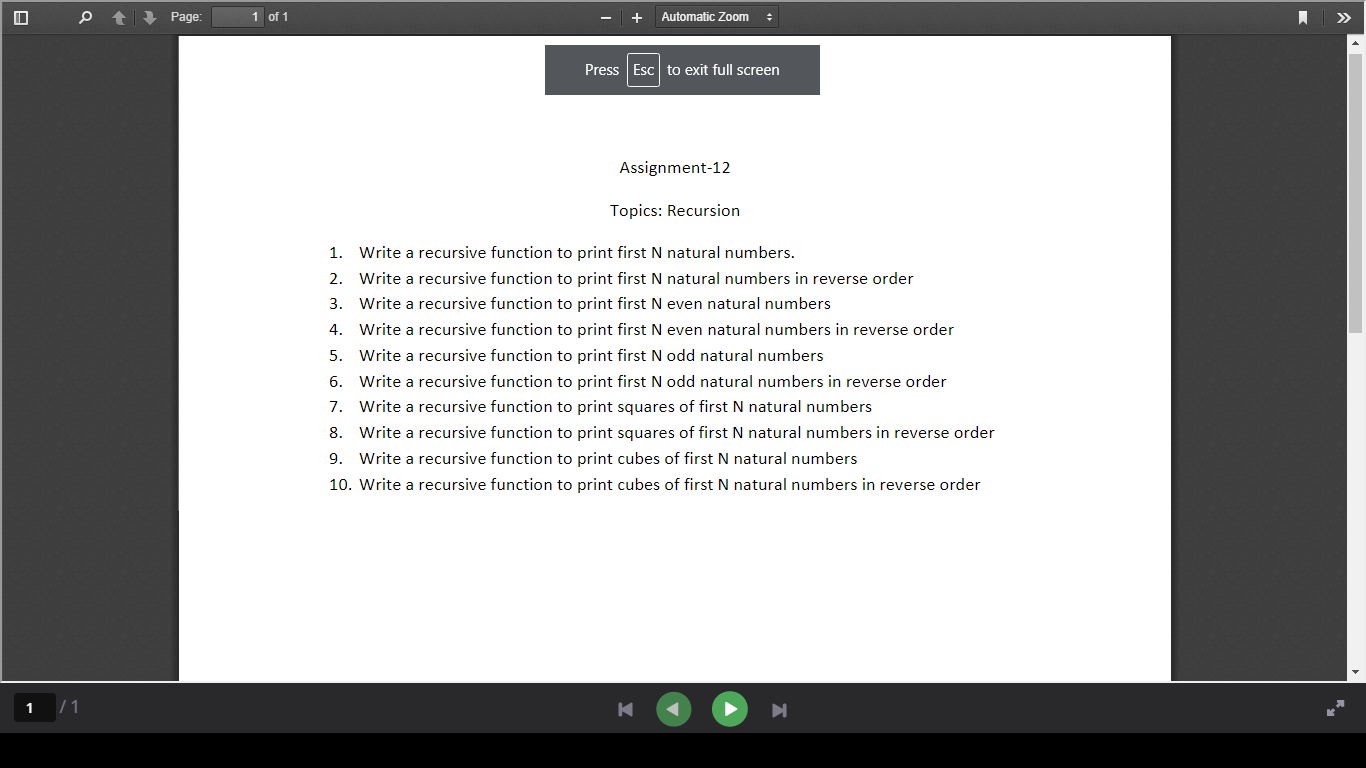 Page: 1 of 1 Automatic Zoom
Press Esc to exit full screen
Assignment-12
Topics: Recursion
1. Write a recursive function to print first N natural numbers.
2. Write a recursive function to print first N natural numbers in reverse order
3. Write a recursive function to print first N even natural numbers
4. Write a recursive function to print first N even natural numbers in reverse order
5. Write a recursive function to print first N odd natural numbers
6. Write a recursive function to print first N odd natural numbers in reverse order
7. Write a recursive function to print squares of first N natural numbers
8. Write a recursive function to print squares of first N natural numbers in reverse order
9. Write a recursive function to print cubes of first N natural numbers
10. Write a recursive function to print cubes of first N natural numbers in reverse order
1 / 1